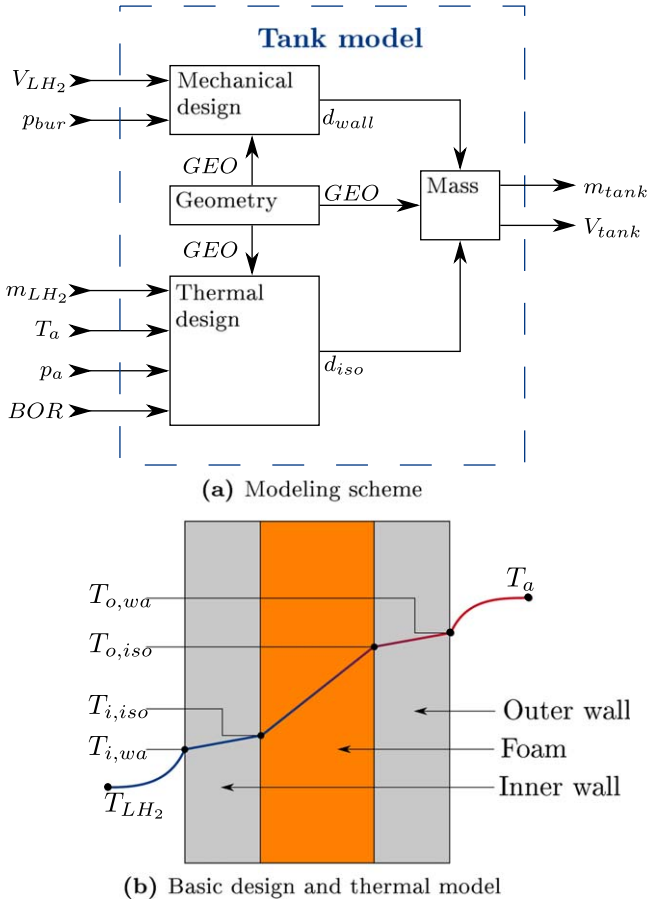 Tank model
V_{LH_2}
Mechanical
design
p_{bur}
d_{wall}
GEO
Geometry
GEO
Mass
m_{tank}
V_{tank}
GEO
m_{LH_2}
Thermal
design
T_a
p_a
d_{iso}
BOR
(a) Modeling scheme
T_a
T_{o,wa}
T_{o,iso}
T_{i,iso}
Outer wall
T_{i,wa}
Foam
Inner wall
T_{LH_2}
(b) Basic design and thermal model